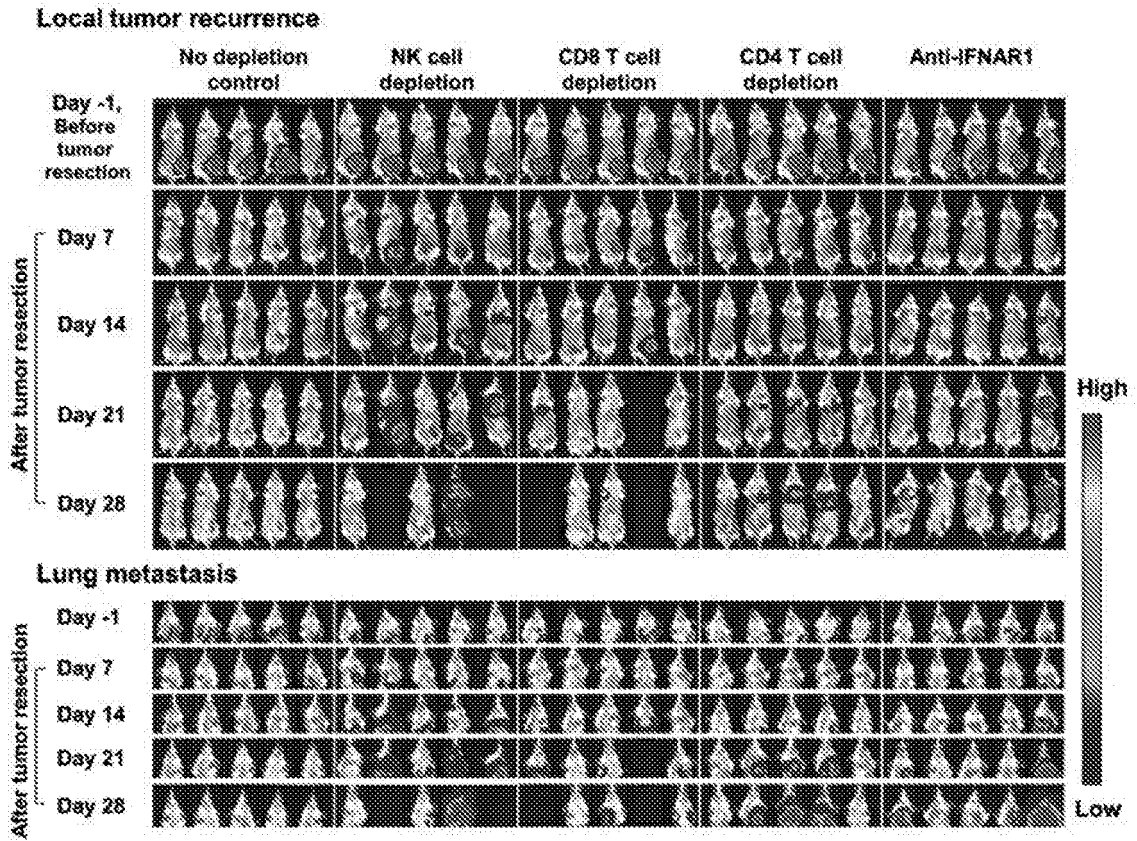 Local tumor recurrence
No depletion
control
NK cell
depletion
CD8 T cell
depletion
CD4 T cell
depletion
Anti-IFNAR1
Day -1,
Before
tumor
resection
After tumor resection
Day 7
Day 14
Day 21
Day 28
High
Low
Lung metastasis
Day -1
After tumor resection
Day 7
Day 14
Day 21
Day 28